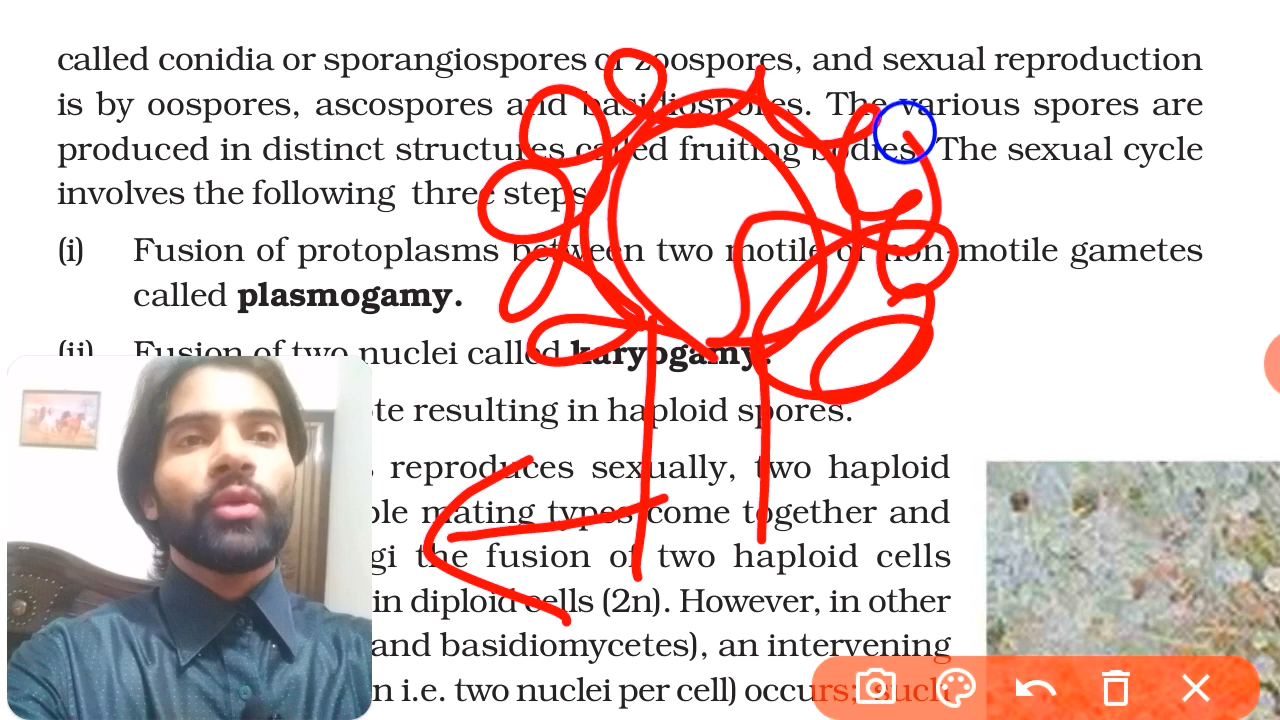 called conidia or sporangiospores or zoospores, and sexual reproduction
is by oospores, ascospores and basidiospores. The various spores are
produced in distinct structures called fruiting bodies. The sexual cycle
involves the following three steps
(i) Fusion of protoplasms between two motile or non-motile gametes
called plasmogamy.
(ii) Fusion of two nuclei called karyogamy.
resulting in haploid spores.
reproduces sexually, two haploid
mating types come together and
the fusion of two haploid cells
in diploid cells (2n). However, in other
and basidiomycetes), an intervening
i.e. two nuclei per cell) occurs; such